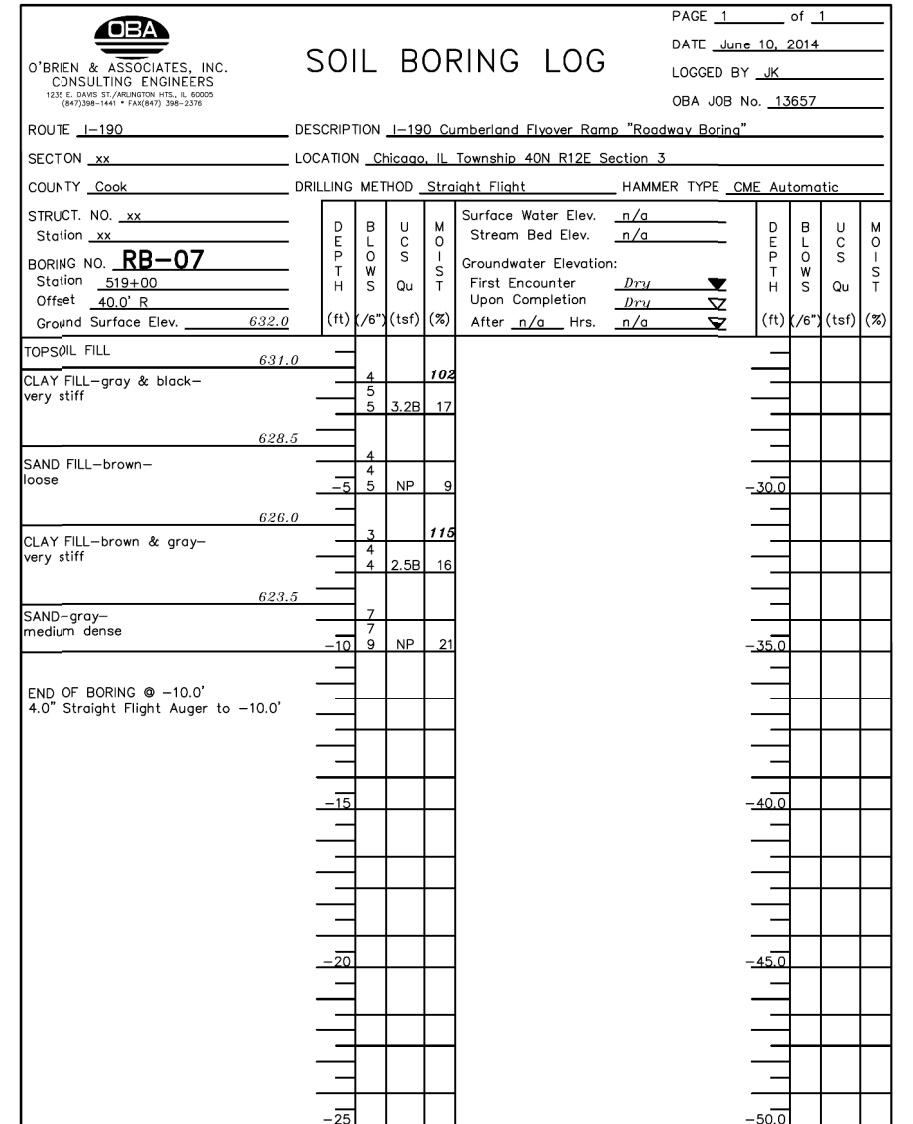 OBA
O'BRIEN & ASSOCIATES, INC.
CONSULTING ENGINEERS
1235 E. DAVIS ST./ARLINGTON HTS., IL 60005
(847)398-1441 • FAX(847) 398-2376
SOIL BORING LOG
PAGE 1 of 1
DATE June 10, 2014
LOGGED BY JK
OBA JOB No. 13657
ROUTE I-190 DESCRIPTION I-190 Cumberland Flyover Ramp "Roadway Boring"
SECTON xx LOCATION Chicago, IL Township 40N R12E Section 3
COUNTY Cook DRILLING METHOD Straight Flight HAMMER TYPE CME Automatic
STRUCT. NO. xx
Station xx
BORING NO. RB-07
Station 519+00
Offset 40.0' R
Ground Surface Elev. 632.0
DEPTH (ft)
BLOWS (/6")
UCS Qu (tsf)
MOIST (%)
Surface Water Elev. n/a
Stream Bed Elev. n/a
Groundwater Elevation:
First Encounter Dry
Upon Completion Dry
After n/a Hrs. n/a
DEPTH (ft)
BLOWS (/6")
UCS Qu (tsf)
MOIST (%)
TOPSOIL FILL
631.0
CLAY FILL-gray & black- 4 102
very stiff 5
5 3.2B 17
628.5
4
SAND FILL-brown- 4
loose -5 5 NP 9 -30.0
626.0
3 115
CLAY FILL-brown & gray- 4
very stiff 4 2.5B 16
623.5
SAND-gray- 7
medium dense 7
-10 9 NP 21 -35.0
END OF BORING @ -10.0'
4.0" Straight Flight Auger to -10.0'
-15 -40.0
-20 -45.0
-25 -50.0